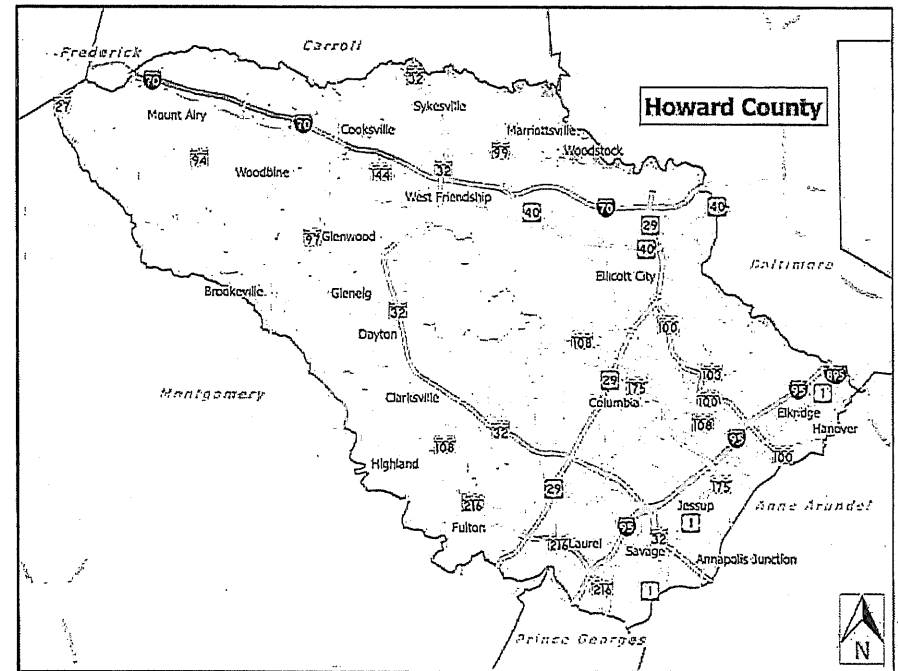 Frederick
Carroll
Howard County
70
32
27
Mount Airy
Sykesville
70
Cooksville
Marriottsville
Woodstock
94
Woodbine
144
32
99
West Friendship
40
70
40
29
97
Glenwood
40
Ellicott City
Baltimore
Brookeville
Glenelg
32
Dayton
108
100
Montgomery
Clarksville
29
175
Columbia
103
100
108
95
895
1
Elkridge
Hanover
32
95
100
Highland
108
29
175
Anne Arundel
216
Fulton
Jessup
1
95
216
Laurel
Savage
32
Annapolis Junction
216
1
Prince Georges
N